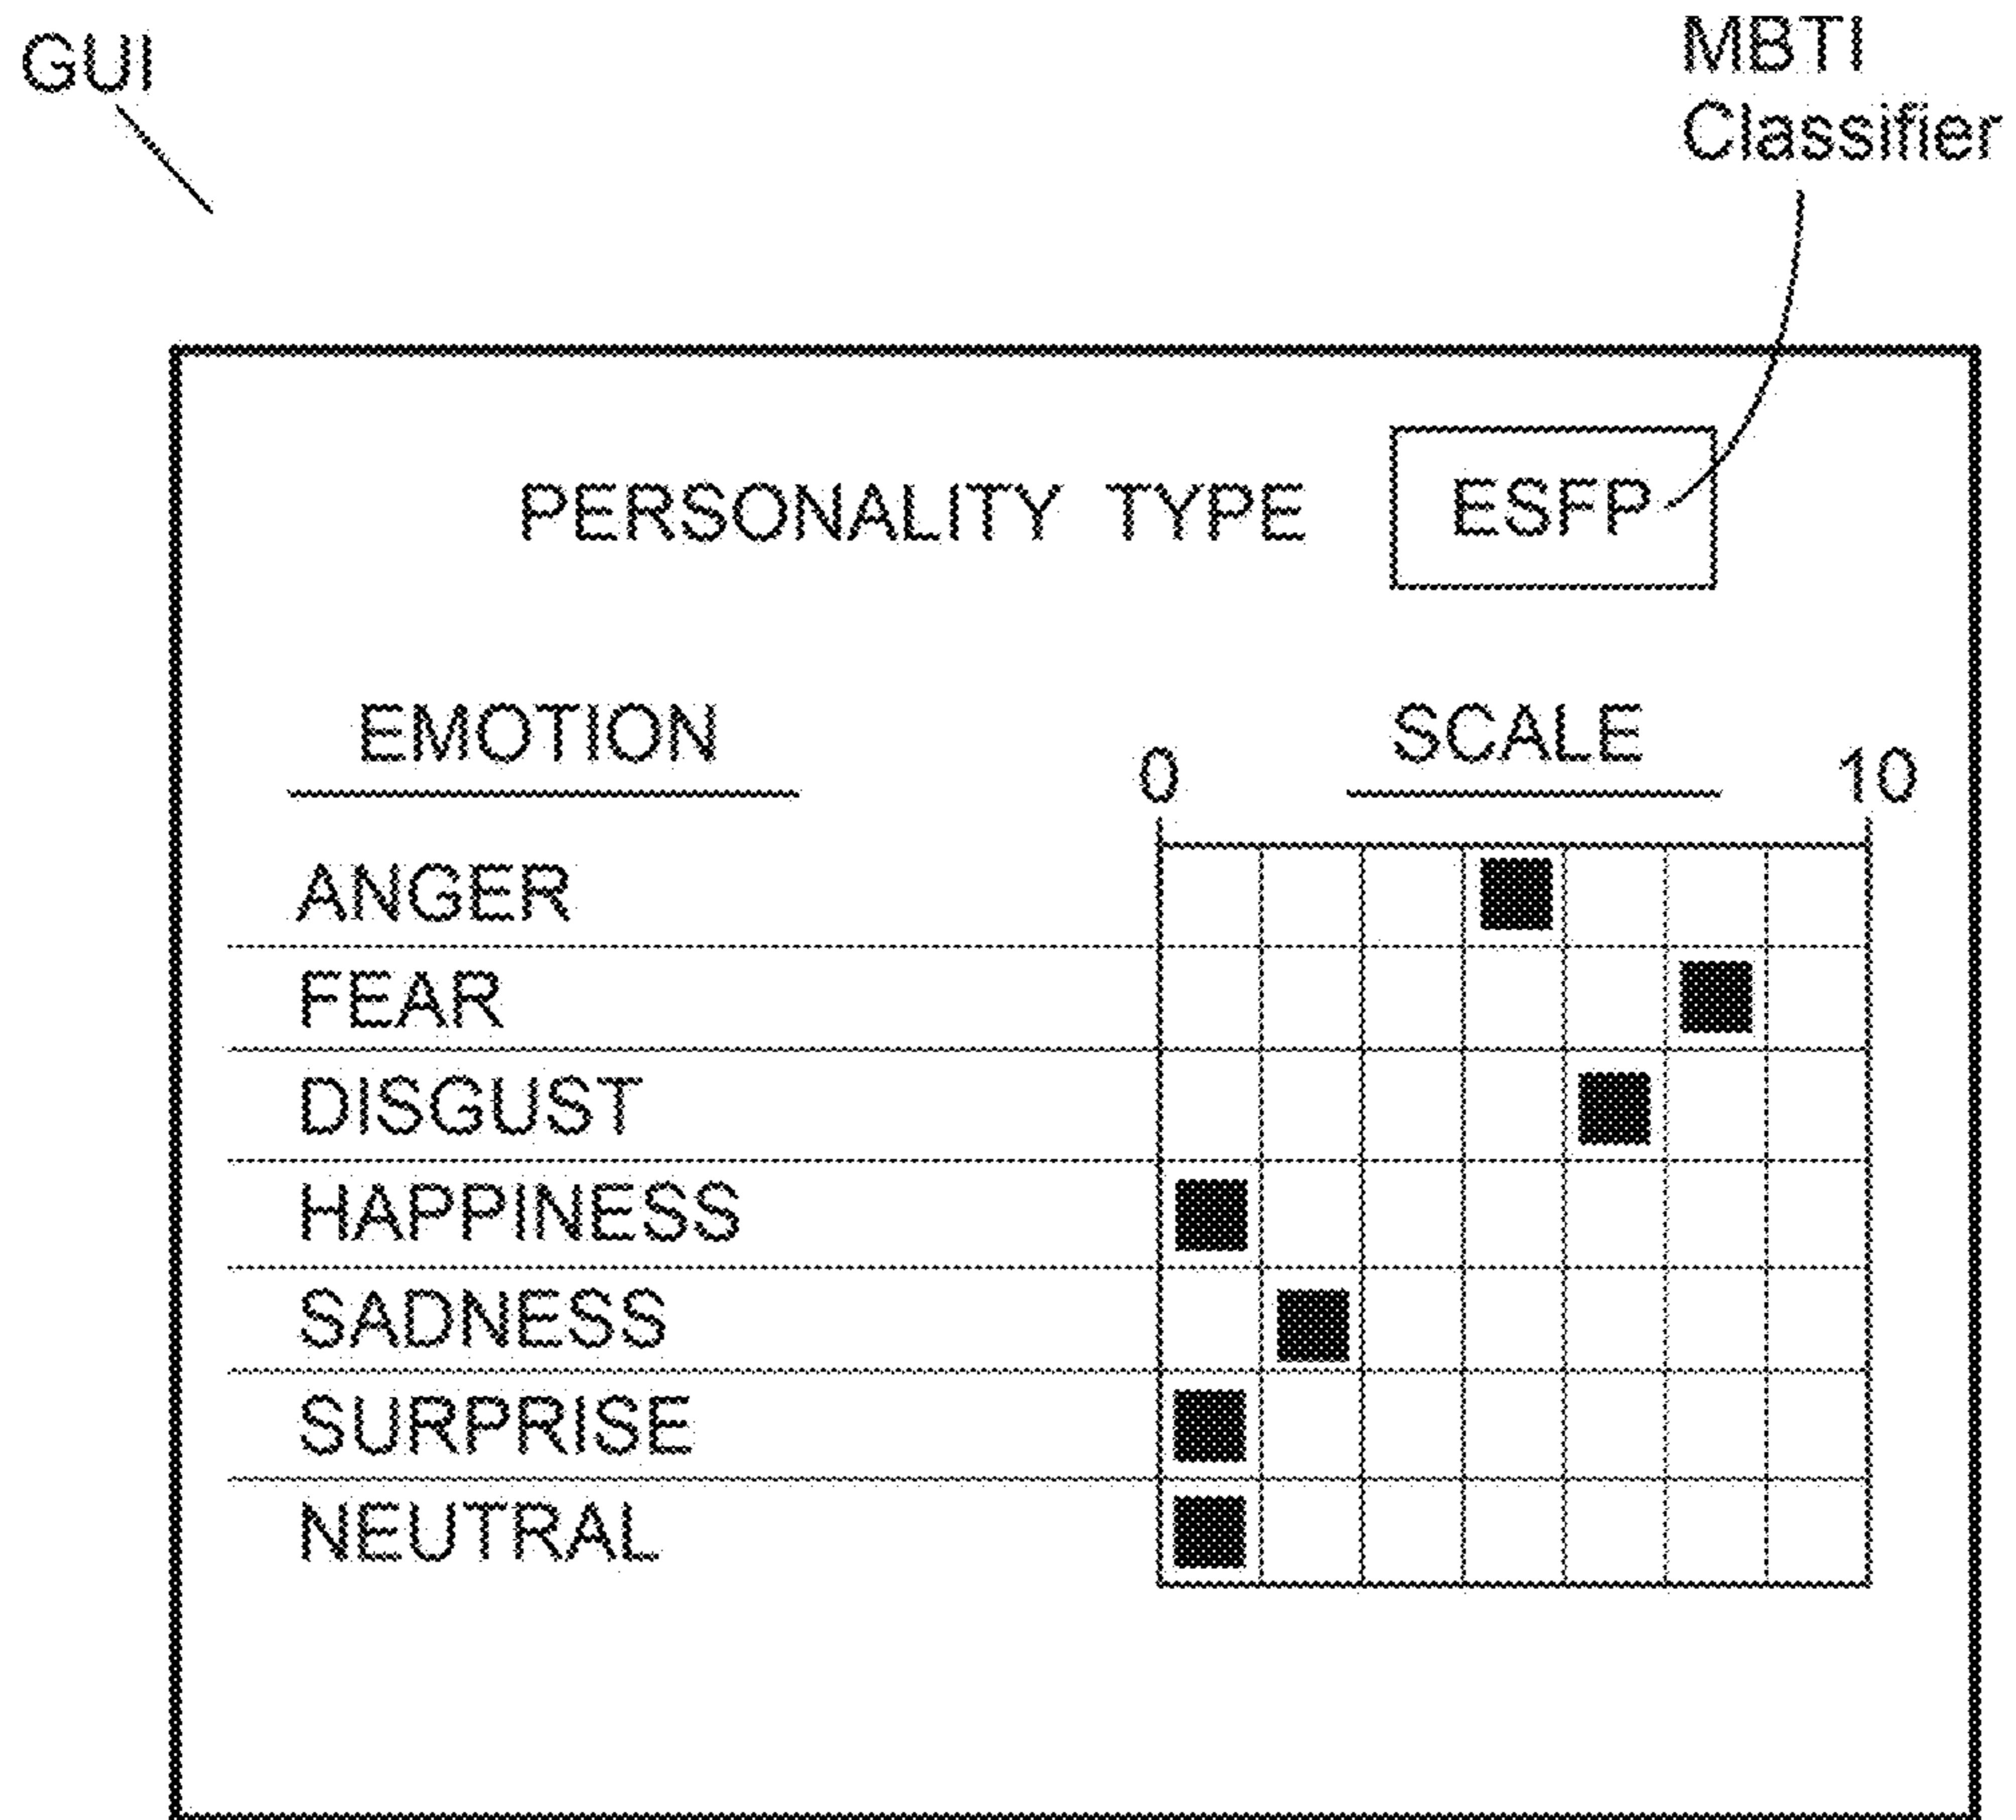 GUI
MBTI
Classifier
PERSONALITY TYPE ESFP
EMOTION
SCALE
0
10
ANGER
FEAR
DISGUST
HAPPINESS
SADNESS
SURPRISE
NEUTRAL